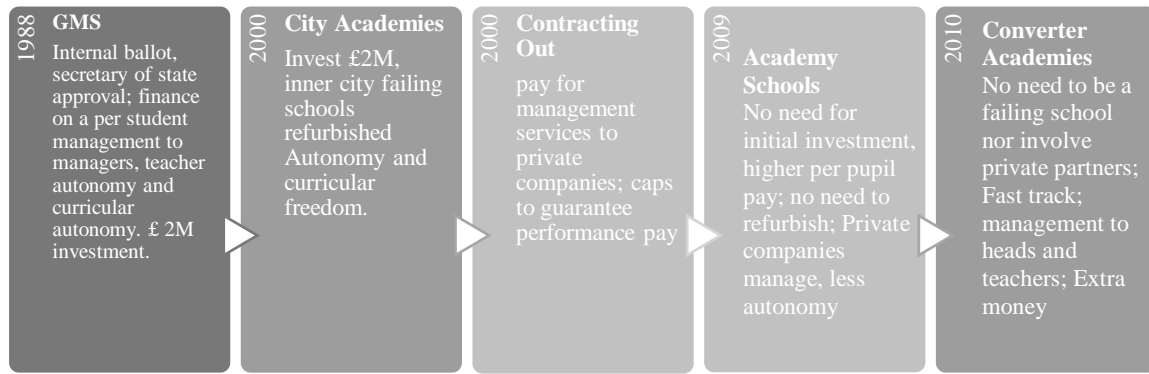 1988
GMS
Internal ballot,
secretary of state
approval; finance
on a per student
management to
managers, teacher
autonomy and
curricular
autonomy. £ 2M
investment.
2000
City Academies
Invest £2M,
inner city failing
schools
refurbished
Autonomy and
curricular
freedom.
2000
Contracting
Out
pay for
management
services to
private
companies; caps
to guarantee
performance pay
2009
Academy
Schools
No need for
initial investment,
higher per pupil
pay; no need to
refurbish; Private
companies
manage, less
autonomy
2010
Converter
Academies
No need to be a
failing school
nor involve
private partners;
Fast track;
management to
heads and
teachers; Extra
money